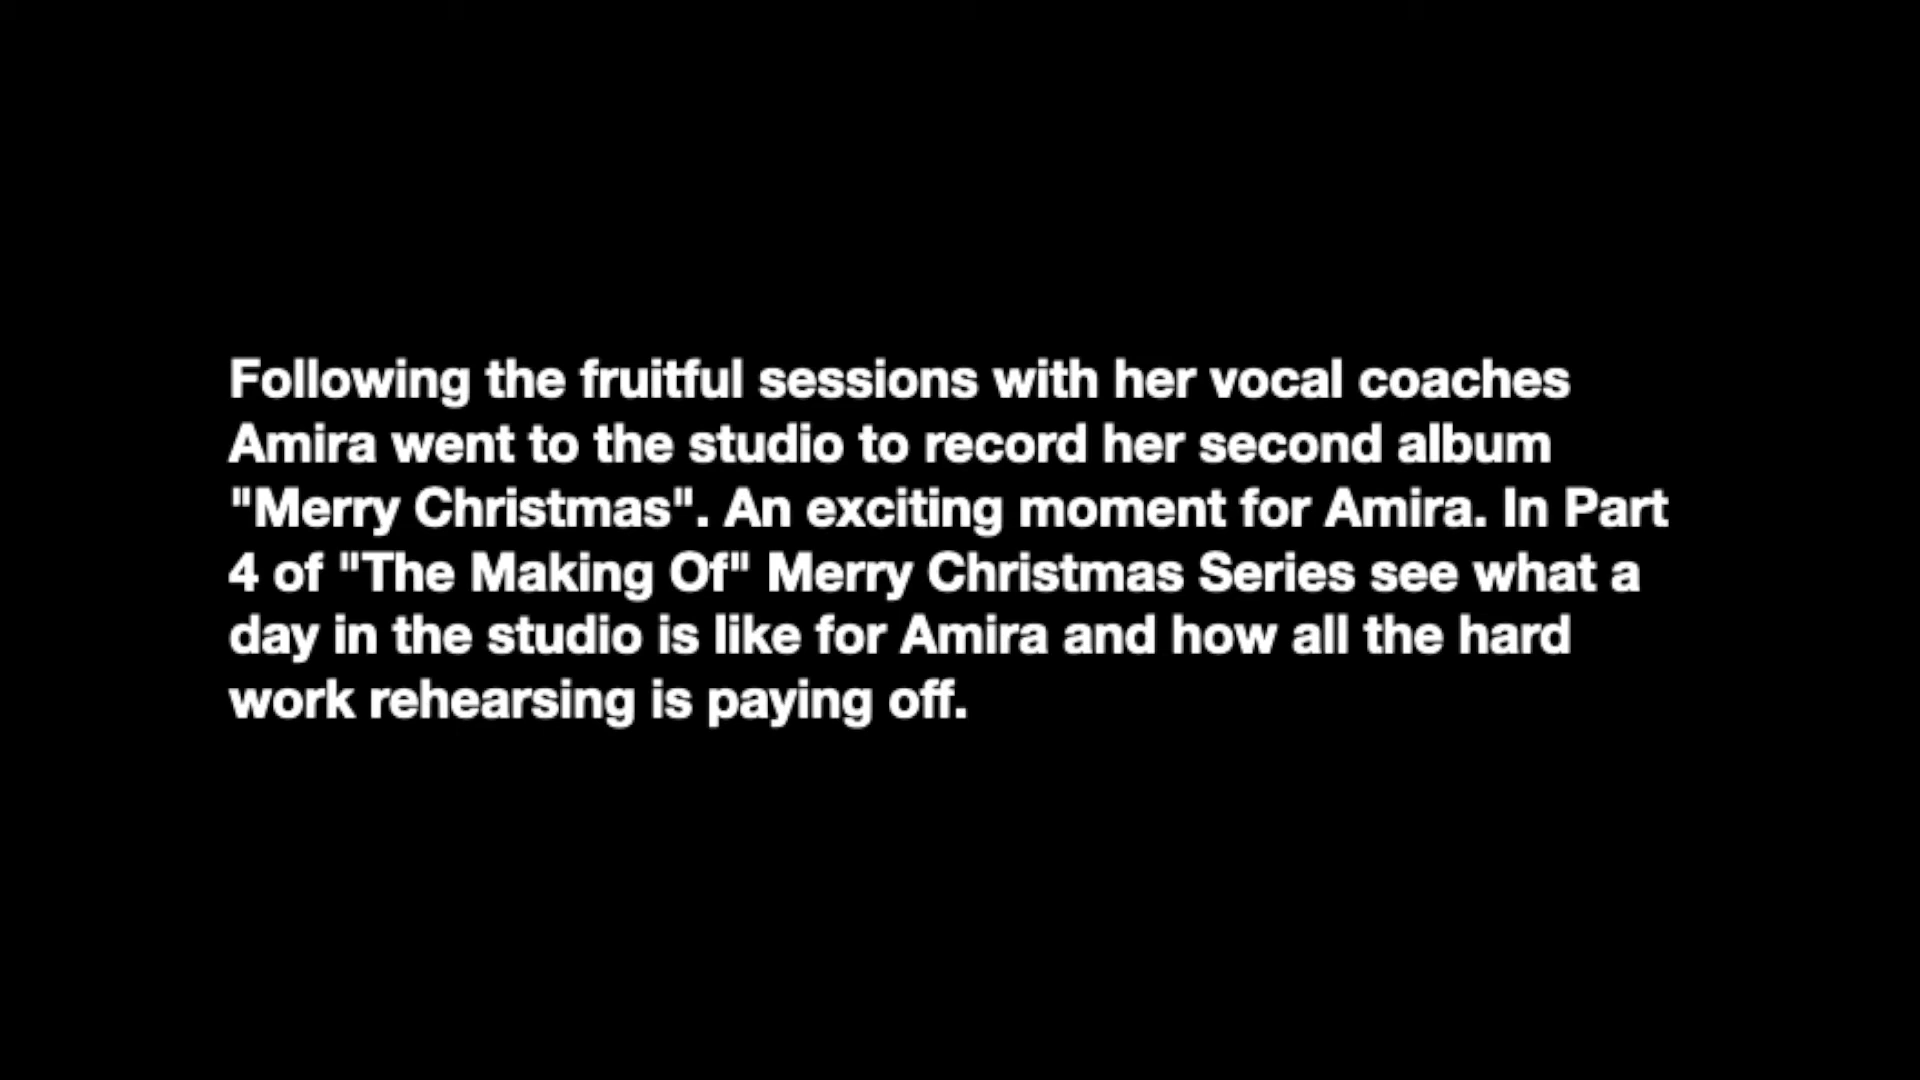 Following the fruitful sessions with her vocal coaches
Amira went to the studio to record her second album
"Merry Christmas". An exciting moment for Amira. In Part
4 of "The Making Of" Merry Christmas Series see what a
day in the studio is like for Amira and how all the hard
work rehearsing is paying off.